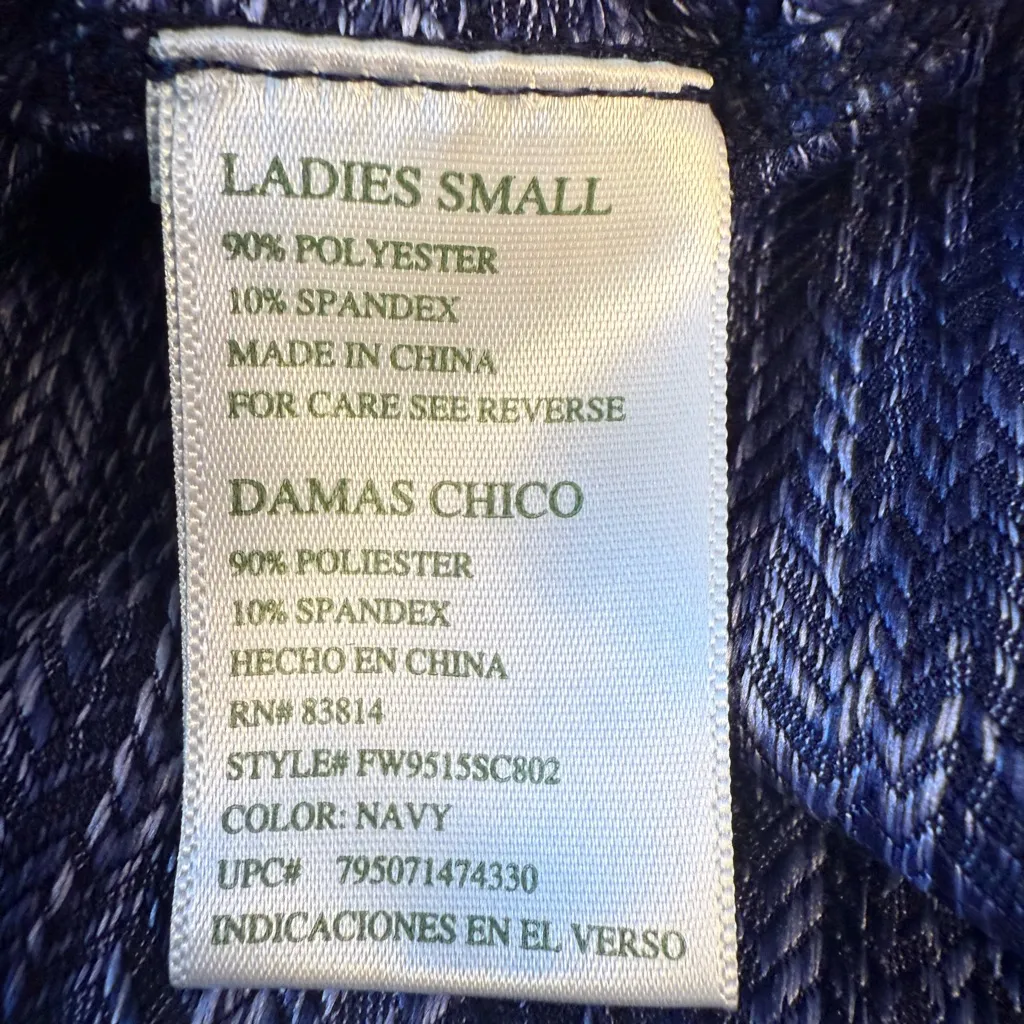 LADIES SMALL
90% POLYESTER
10% SPANDEX
MADE IN CHINA
FOR CARE SEE REVERSE
DAMAS CHICO
90% POLIESTER
10% SPANDEX
HECHO EN CHINA
RN# 83814
STYLE# FW9515SC802
COLOR: NAVY
UPC# 795071474330
INDICACIONES EN EL VERSO